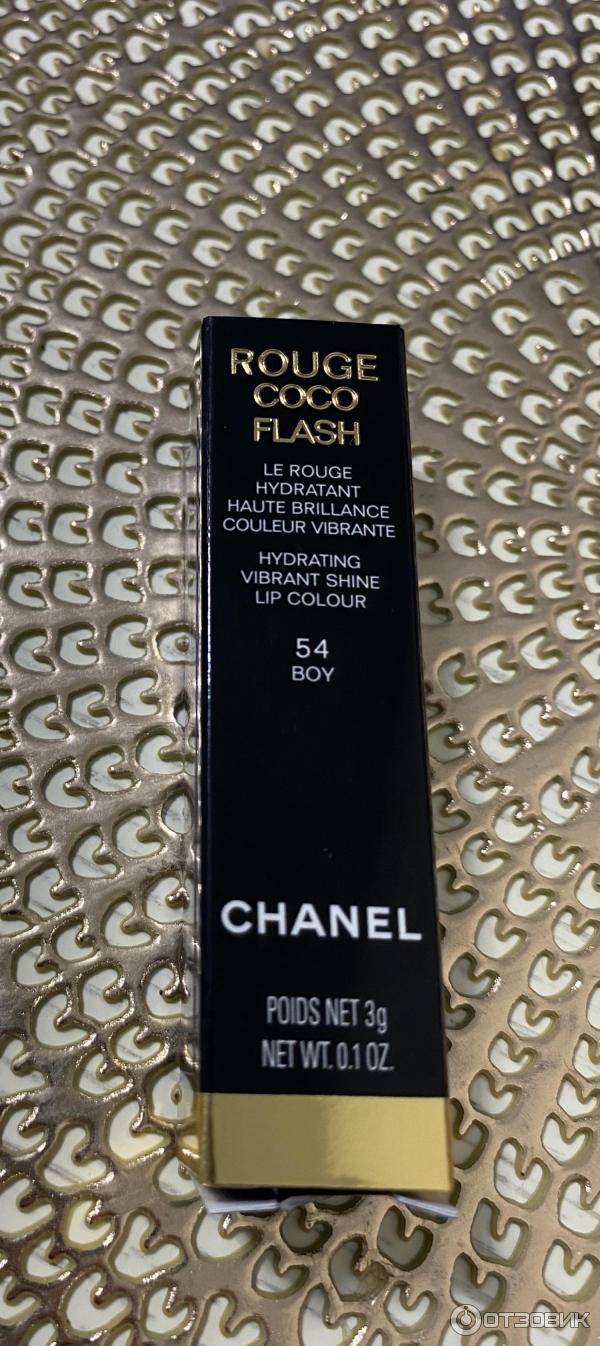 ROUGE
COCO
FLASH
LE ROUGE
HYDRATANT
HAUTE BRILLANCE
COULEUR VIBRANTE
HYDRATING
VIBRANT SHINE
LIP COLOUR
54
BOY
CHANEL
POIDS NET 3g
NET WT. 0.1 OZ.
ОТЗОВИК